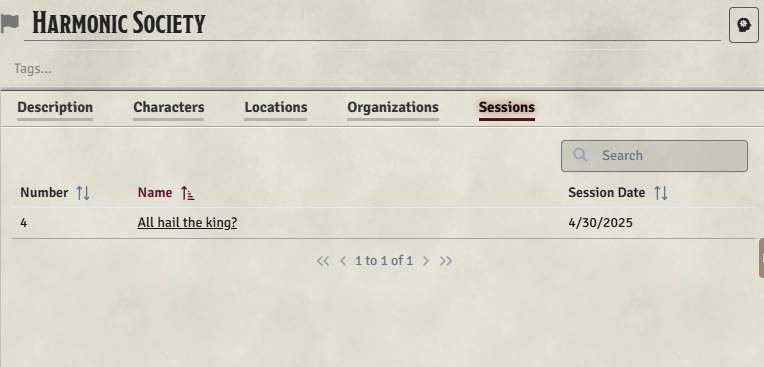 Harmonic Society
Tags...
Description Characters Locations Organizations Sessions
Search
Number Name Session Date
4 All hail the king? 4/30/2025
1 to 1 of 1